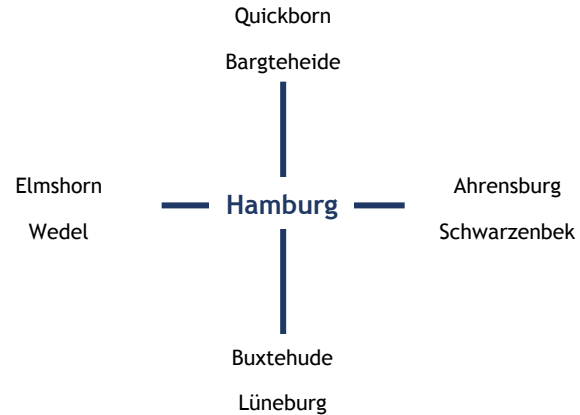 Quickborn
Bargteheide
Elmshorn
Ahrensburg
Hamburg
Wedel
Schwarzenbek
Buxtehude
Lüneburg